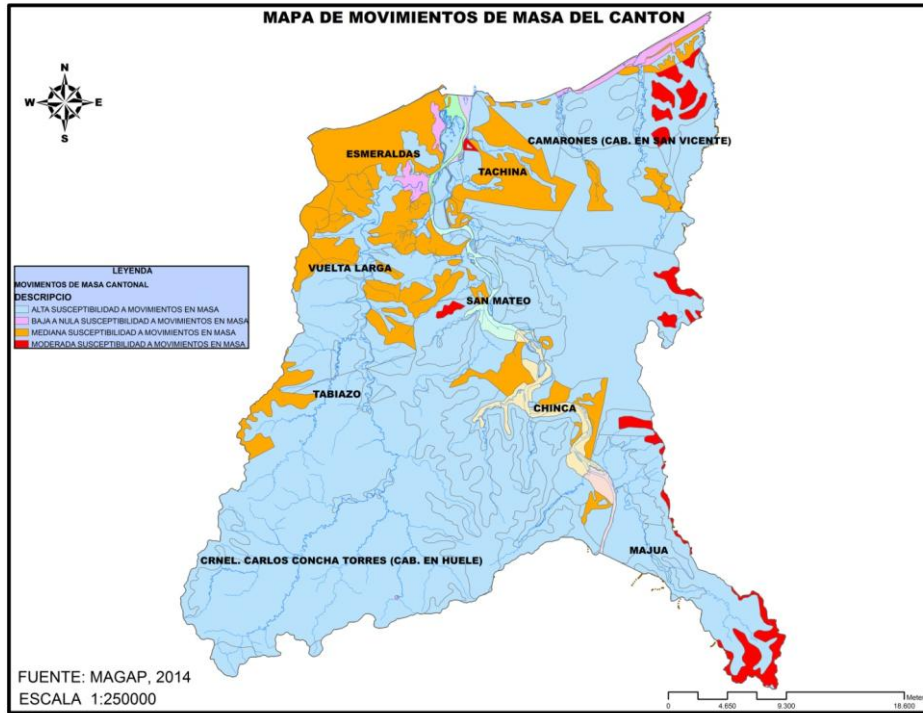 MAPA DE MOVIMIENTOS DE MASA DEL CANTON
N
W E
S
ESMERALDAS
CAMARONES (CAB. EN SAN VICENTE)
TACHINA
VUELTA LARGA
SAN MATEO
TABIAZO
CHINCA
CRNEL. CARLOS CONCHA TORRES (CAB. EN HUELE)
MAJUA
LEYENDA
MOVIMIENTOS DE MASA CANTONAL
DESCRIPCIO
ALTA SUSCEPTIBILIDAD A MOVIMIENTOS EN MASA
BAJA A NULA SUSCEPTIBILIDAD A MOVIMIENTOS EN MASA
MEDIANA SUSCEPTIBILIDAD A MOVIMIENTOS EN MASA
MODERADA SUSCEPTIBILIDAD A MOVIMIENTOS EN MASA
FUENTE: MAGAP, 2014
ESCALA 1:250000
Mete
0 4.650 9.300 18.600